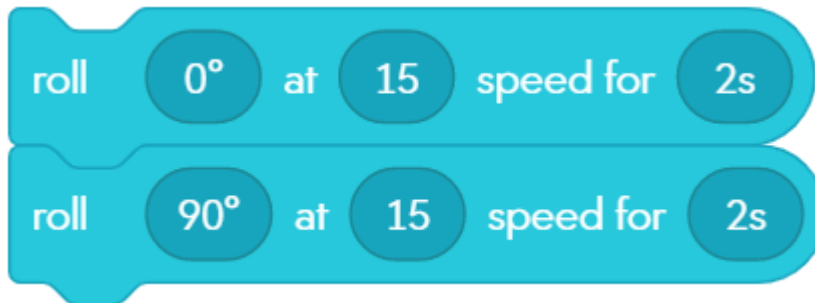 roll 0° at 15 speed for 2s
roll 90° at 15 speed for 2s